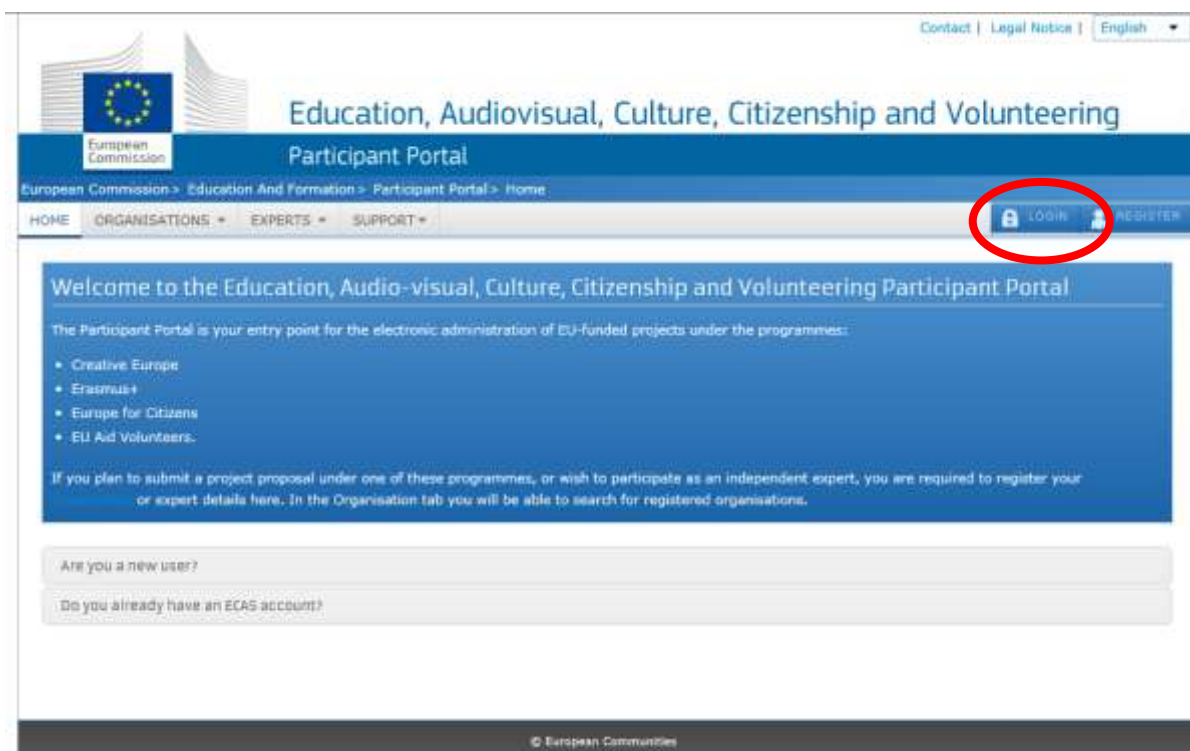 Contact | Legal Notice | English
Education, Audiovisual, Culture, Citizenship and Volunteering
European
Commission
Participant Portal
European Commission > Education And Formation > Participant Portal > Home
HOME ORGANISATIONS EXPERTS SUPPORT LOGIN REGISTER
Welcome to the Education, Audio-visual, Culture, Citizenship and Volunteering Participant Portal
The Participant Portal is your entry point for the electronic administration of EU-funded projects under the programmes:
• Creative Europe
• Erasmus+
• Europe for Citizens
• EU Aid Volunteers.
If you plan to submit a project proposal under one of these programmes, or wish to participate as an independent expert, you are required to register your
or expert details here. In the Organisation tab you will be able to search for registered organisations.
Are you a new user?
Do you already have an ECAS account?
© European Communities